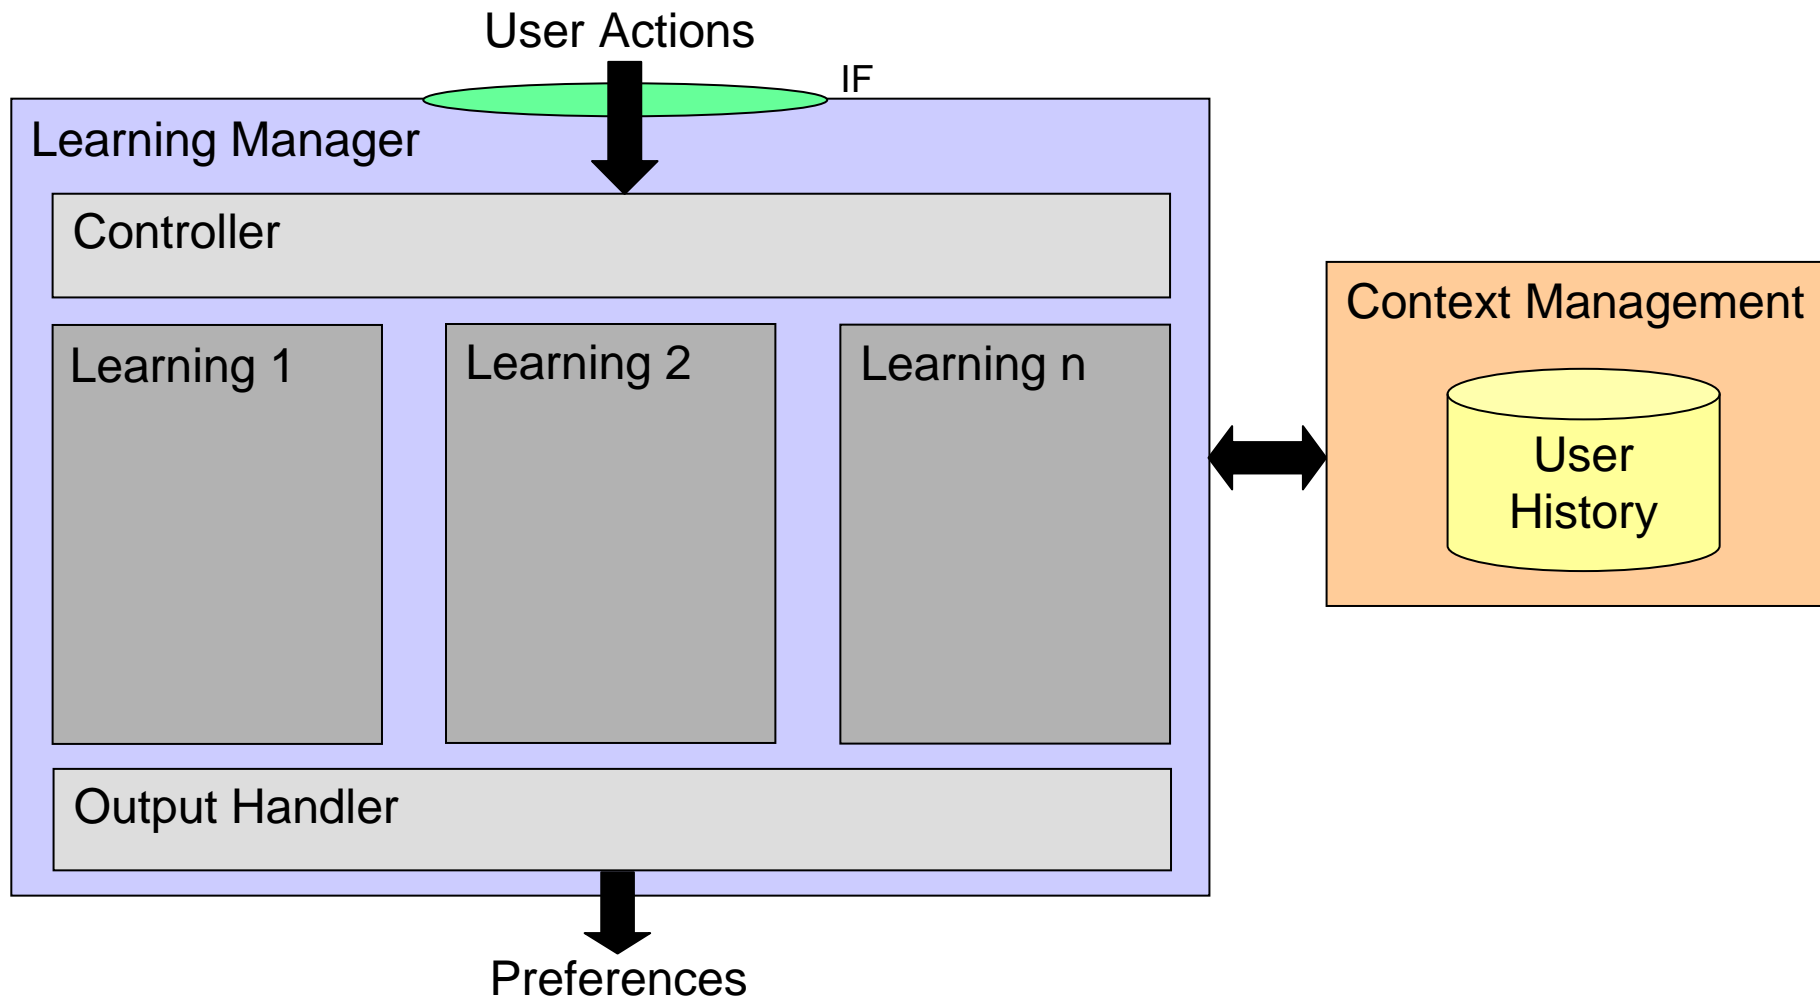 User Actions
IF
Learning Manager
Controller
Learning 1
Learning 2
Learning n
Output Handler
Preferences
Context Management
User
History